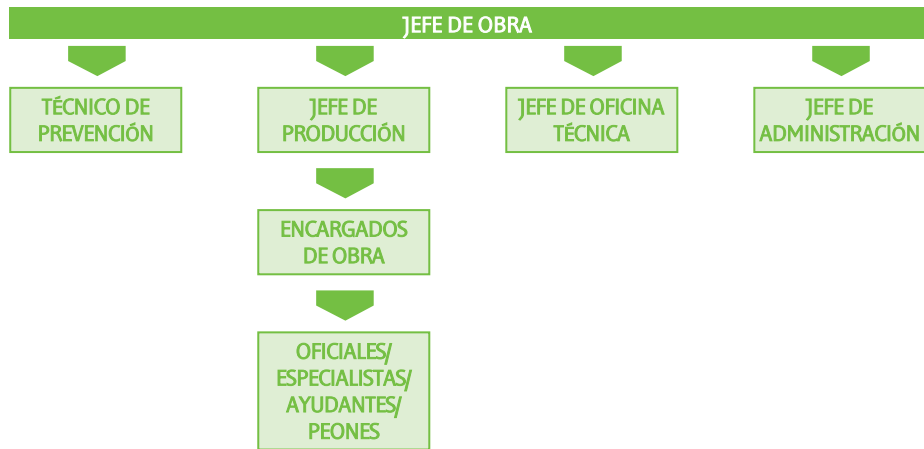 JEFE DE OBRA
TÉCNICO DE
PREVENCIÓN
JEFE DE
PRODUCCIÓN
JEFE DE OFICINA
TÉCNICA
JEFE DE
ADMINISTRACIÓN
ENCARGADOS
DE OBRA
OFICIALES/
ESPECIALISTAS/
AYUDANTES/
PEONES